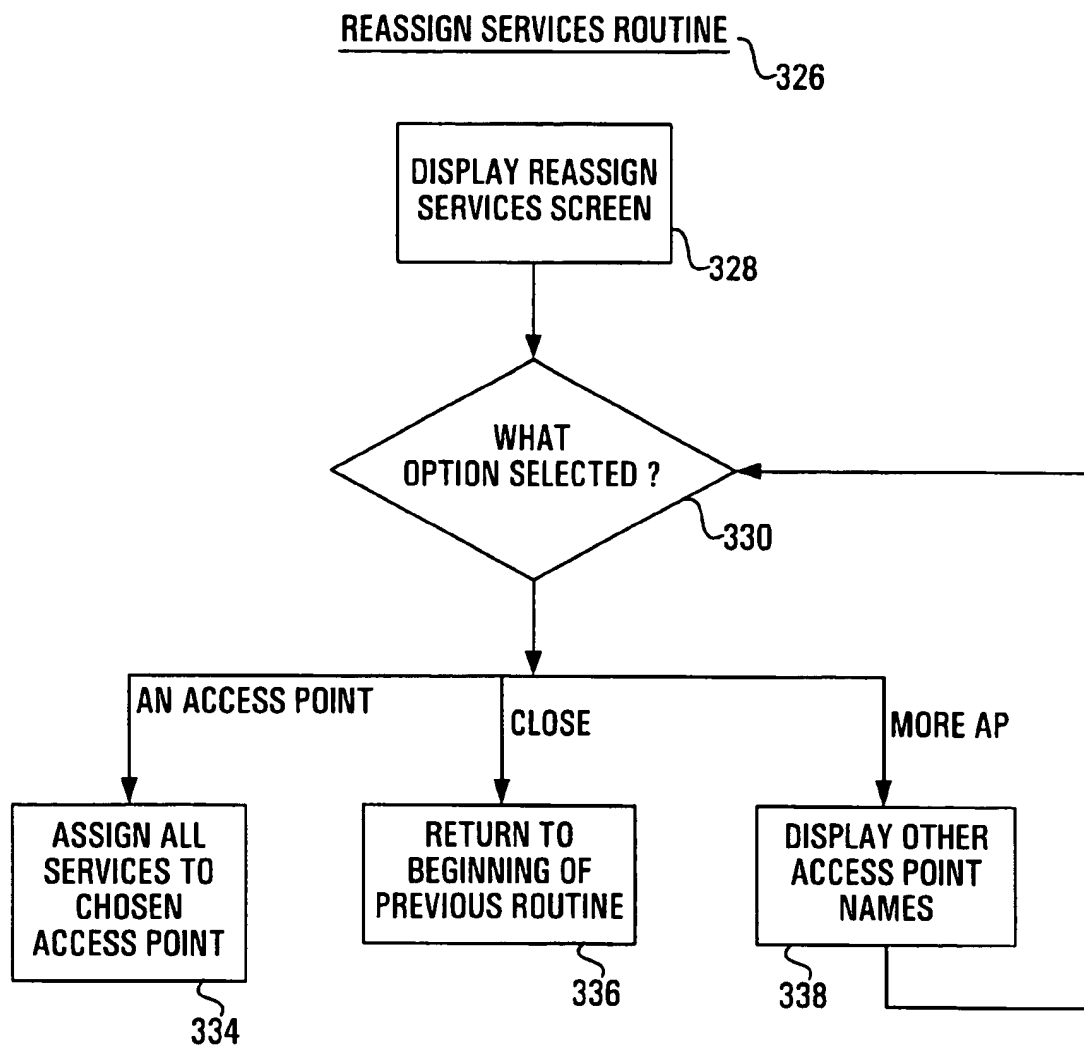 REASSIGN SERVICES ROUTINE
326
DISPLAY REASSIGN
SERVICES SCREEN
328
WHAT
OPTION SELECTED ?
330
AN ACCESS POINT
CLOSE
MORE AP
ASSIGN ALL
SERVICES TO
CHOSEN
ACCESS POINT
334
RETURN TO
BEGINNING OF
PREVIOUS ROUTINE
336
DISPLAY OTHER
ACCESS POINT
NAMES
338